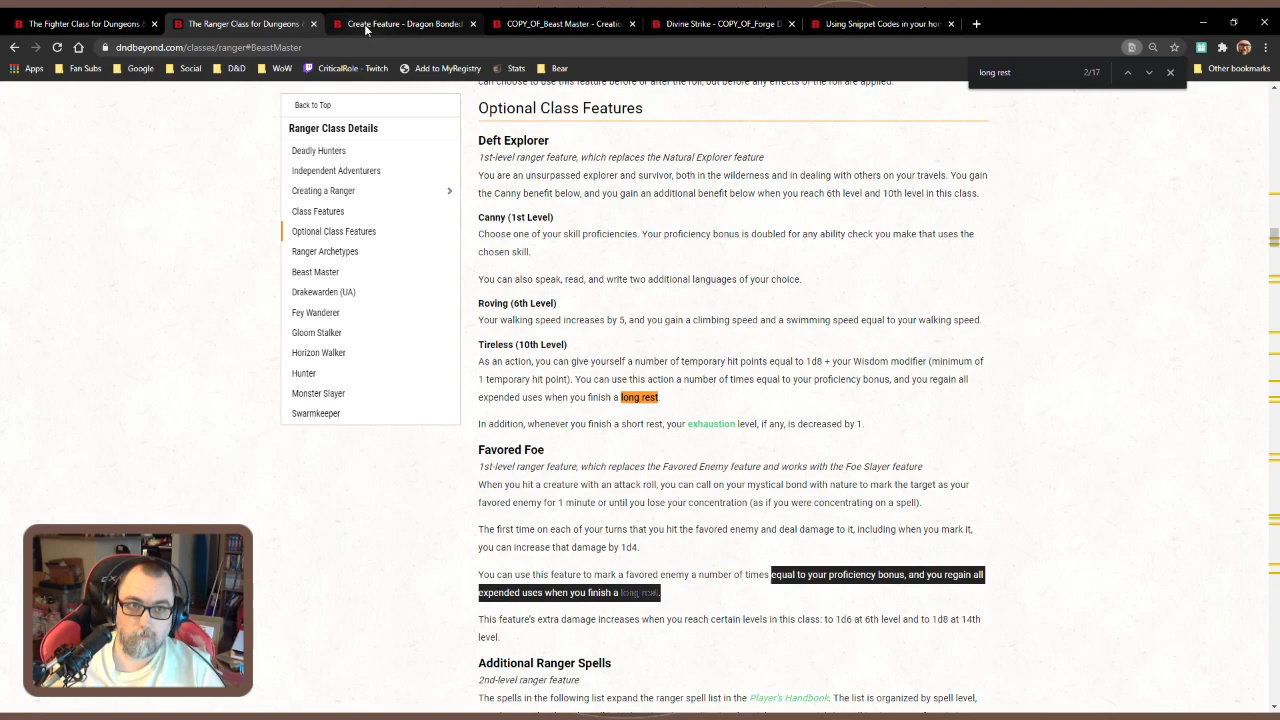 The Fighter Class for Dungeons &
The Ranger Class for Dungeons &
Create Feature - Dragon Bonded
COPY_OF_Beast Master - Creatio
Divine Strike - COPY_OF_Forge D
Using Snippet Codes in your hom
dndbeyond.com/classes/ranger#BeastMaster
Apps
Fan Subs
Google
Social
D&D
WoW
CriticalRole - Twitch
Add to MyRegistry
Stats
Bear
Other bookmarks
long rest
2/17
can choose to use this feature before or after the roll, but before any effects of the roll are applied.
Back to Top
Ranger Class Details
Deadly Hunters
Independent Adventurers
Creating a Ranger
Class Features
Optional Class Features
Ranger Archetypes
Beast Master
Drakewarden (UA)
Fey Wanderer
Gloom Stalker
Horizon Walker
Hunter
Monster Slayer
Swarmkeeper
Optional Class Features
Deft Explorer
1st-level ranger feature, which replaces the Natural Explorer feature
You are an unsurpassed explorer and survivor, both in the wilderness and in dealing with others on your travels. You gain
the Canny benefit below, and you gain an additional benefit below when you reach 6th level and 10th level in this class.
Canny (1st Level)
Choose one of your skill proficiencies. Your proficiency bonus is doubled for any ability check you make that uses the
chosen skill.
You can also speak, read, and write two additional languages of your choice.
Roving (6th Level)
Your walking speed increases by 5, and you gain a climbing speed and a swimming speed equal to your walking speed.
Tireless (10th Level)
As an action, you can give yourself a number of temporary hit points equal to 1d8 + your Wisdom modifier (minimum of
1 temporary hit point). You can use this action a number of times equal to your proficiency bonus, and you regain all
expended uses when you finish a long rest.
In addition, whenever you finish a short rest, your exhaustion level, if any, is decreased by 1.
Favored Foe
1st-level ranger feature, which replaces the Favored Enemy feature and works with the Foe Slayer feature
When you hit a creature with an attack roll, you can call on your mystical bond with nature to mark the target as your
favored enemy for 1 minute or until you lose your concentration (as if you were concentrating on a spell).
The first time on each of your turns that you hit the favored enemy and deal damage to it, including when you mark it,
you can increase that damage by 1d4.
You can use this feature to mark a favored enemy a number of times equal to your proficiency bonus, and you regain all
expended uses when you finish a long rest.
This feature's extra damage increases when you reach certain levels in this class: to 1d6 at 6th level and to 1d8 at 14th
level.
Additional Ranger Spells
2nd-level ranger feature
The spells in the following list expand the ranger spell list in the Player's Handbook. The list is organized by spell level,